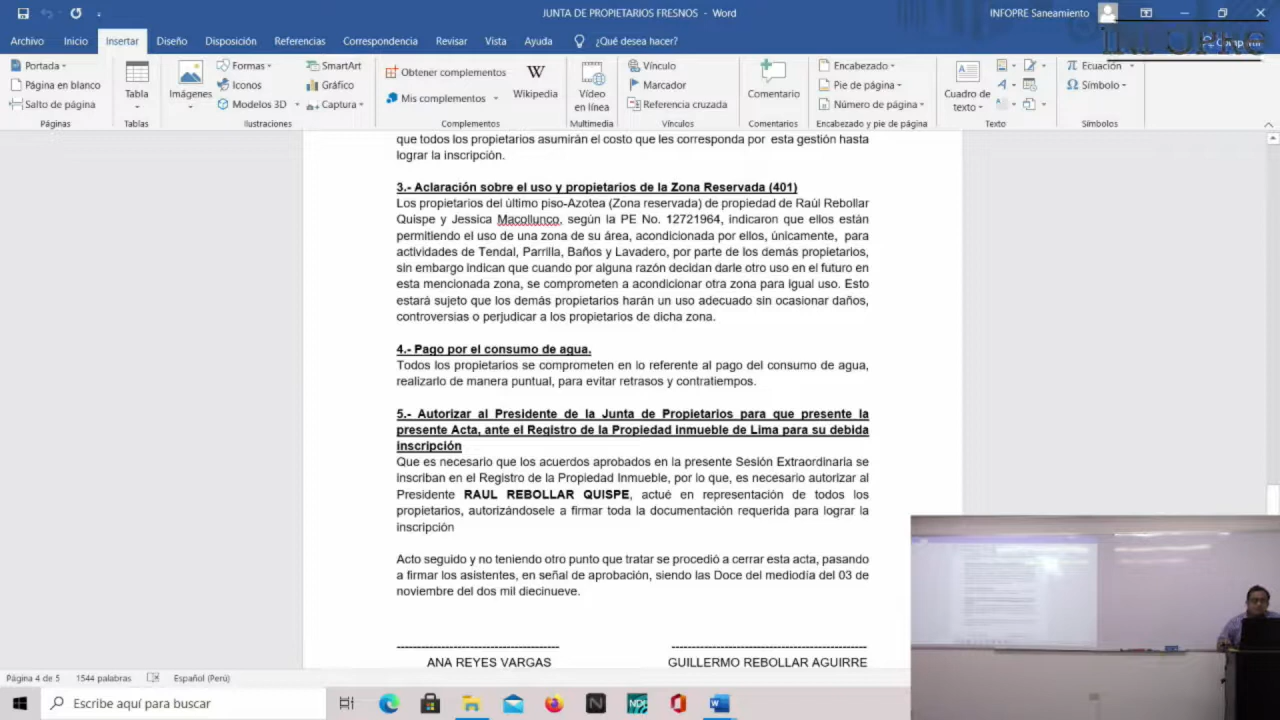 JUNTA DE PROPIETARIOS FRESNOS - Word
INFOPRE Saneamiento
Archivo Inicio Insertar Diseño Disposición Referencias Correspondencia Revisar Vista Ayuda ¿Qué desea hacer?
Portada
Página en blanco
Salto de página
Páginas
Tabla
Tablas
Imágenes
Formas
Iconos
Modelos 3D
SmartArt
Gráfico
Captura
Ilustraciones
Obtener complementos
Mis complementos
Wikipedia
Complementos
Vídeo
en línea
Multimedia
Vínculo
Marcador
Referencia cruzada
Vínculos
Comentario
Comentarios
Encabezado
Pie de página
Número de página
Encabezado y pie de página
Cuadro de
texto
Texto
Ecuación
Símbolo
Símbolos
que todos los propietarios asumirán el costo que les corresponda por esta gestión hasta
lograr la inscripción.
3.- Aclaración sobre el uso y propietarios de la Zona Reservada (401)
Los propietarios del último piso-Azotea (Zona reservada) de propiedad de Raúl Rebollar
Quispe y Jessica Macollunco, según la PE No. 12721964, indicaron que ellos están
permitiendo el uso de una zona de su área, acondicionada por ellos, únicamente, para
actividades de Tendal, Parrilla, Baños y Lavadero, por parte de los demás propietarios,
sin embargo indican que cuando por alguna razón decidan darle otro uso en el futuro en
esta mencionada zona, se comprometen a acondicionar otra zona para igual uso. Esto
estará sujeto que los demás propietarios harán un uso adecuado sin ocasionar daños,
controversias o perjudicar a los propietarios de dicha zona.
4.- Pago por el consumo de agua.
Todos los propietarios se comprometen en lo referente al pago del consumo de agua,
realizarlo de manera puntual, para evitar retrasos y contratiempos.
5.- Autorizar al Presidente de la Junta de Propietarios para que presente la
presente Acta, ante el Registro de la Propiedad inmueble de Lima para su debida
inscripción
Que es necesario que los acuerdos aprobados en la presente Sesión Extraordinaria se
inscriban en el Registro de la Propiedad Inmueble, por lo que, es necesario autorizar al
Presidente RAUL REBOLLAR QUISPE, actué en representación de todos los
propietarios, autorizándosele a firmar toda la documentación requerida para lograr la
inscripción
Acto seguido y no teniendo otro punto que tratar se procedió a cerrar esta acta, pasando
a firmar los asistentes, en señal de aprobación, siendo las Doce del mediodía del 03 de
noviembre del dos mil diecinueve.
ANA REYES VARGAS GUILLERMO REBOLLAR AGUIRRE
Página 4 de 5 1544 palabras Español (Perú)
Escribe aquí para buscar